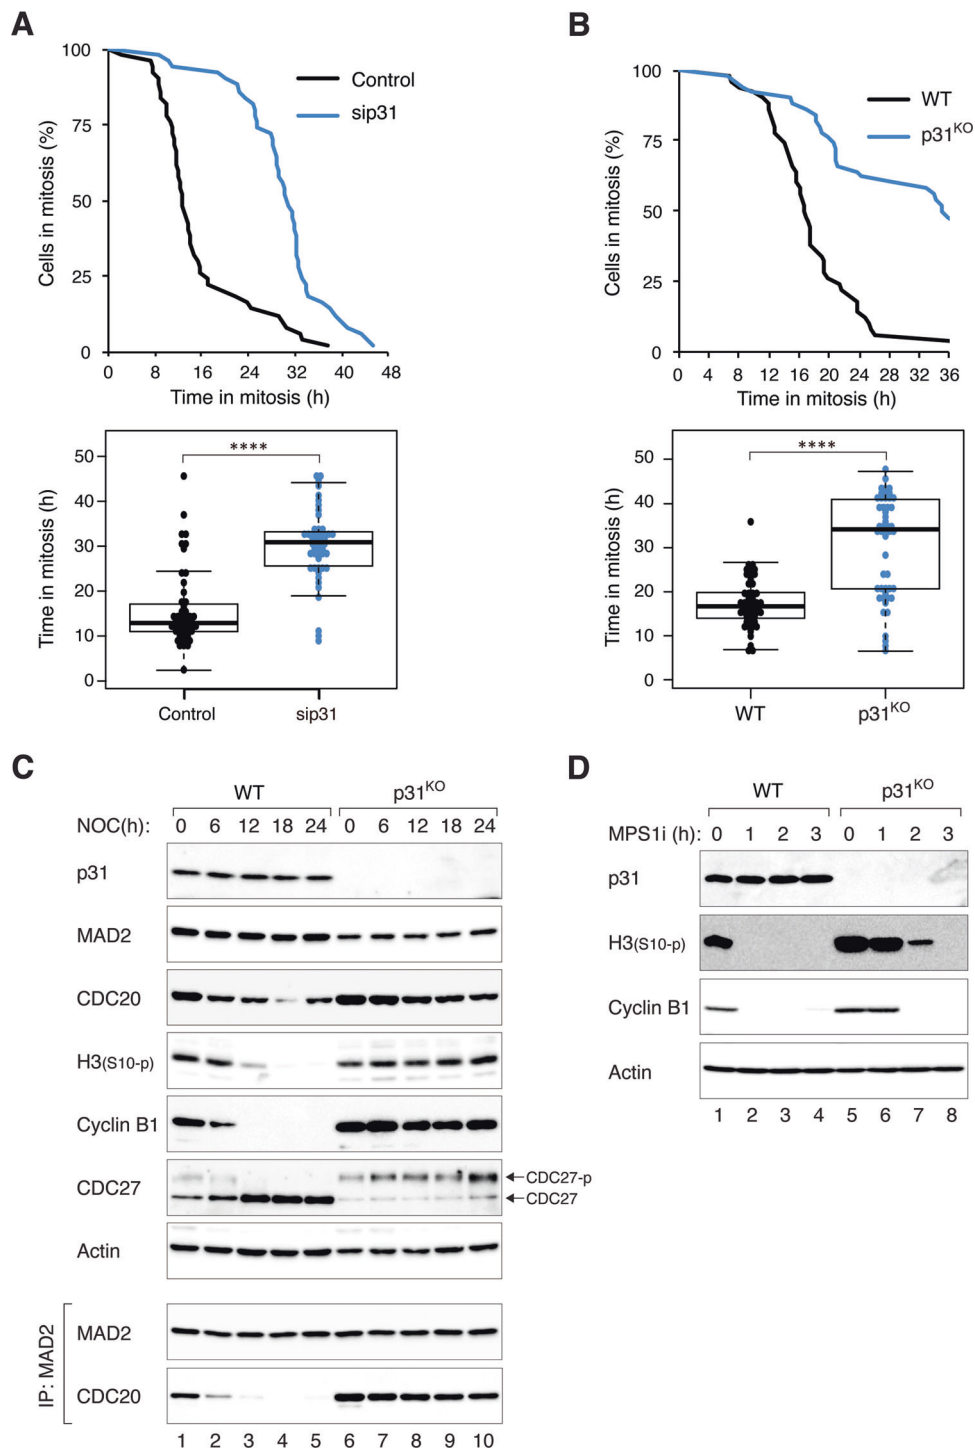 A
100
75
50
25
0
Cells in mitosis (%)
Control
sip31
0 8 16 24 32 40 48
Time in mitosis (h)
****
50
40
30
20
10
0
Time in mitosis (h)
Control sip31
B
100
75
50
25
0
Cells in mitosis (%)
WT
p31KO
0 4 8 12 16 20 24 28 32 36
Time in mitosis (h)
****
50
40
30
20
10
0
Time in mitosis (h)
WT p31KO
C
WT p31KO
NOC(h): 0 6 12 18 24 0 6 12 18 24
p31
MAD2
CDC20
H3(S10-p)
Cyclin B1
CDC27
CDC27-p
CDC27
Actin
IP: MAD2
MAD2
CDC20
1 2 3 4 5 6 7 8 9 10
D
WT p31KO
MPS1i (h): 0 1 2 3 0 1 2 3
p31
H3(S10-p)
Cyclin B1
Actin
1 2 3 4 5 6 7 8